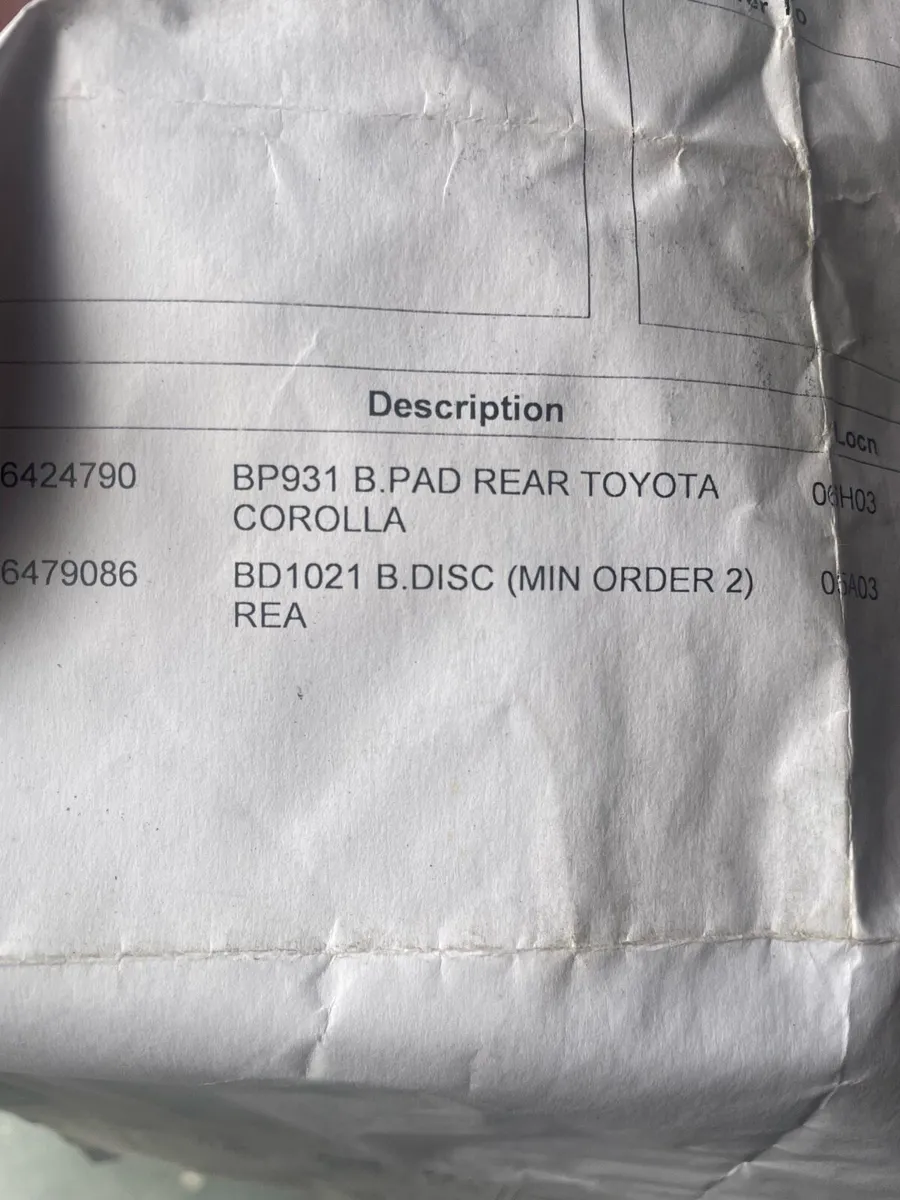 Description
Locn
6424790 BP931 B.PAD REAR TOYOTA
COROLLA
6479086 BD1021 B.DISC (MIN ORDER 2)
REA